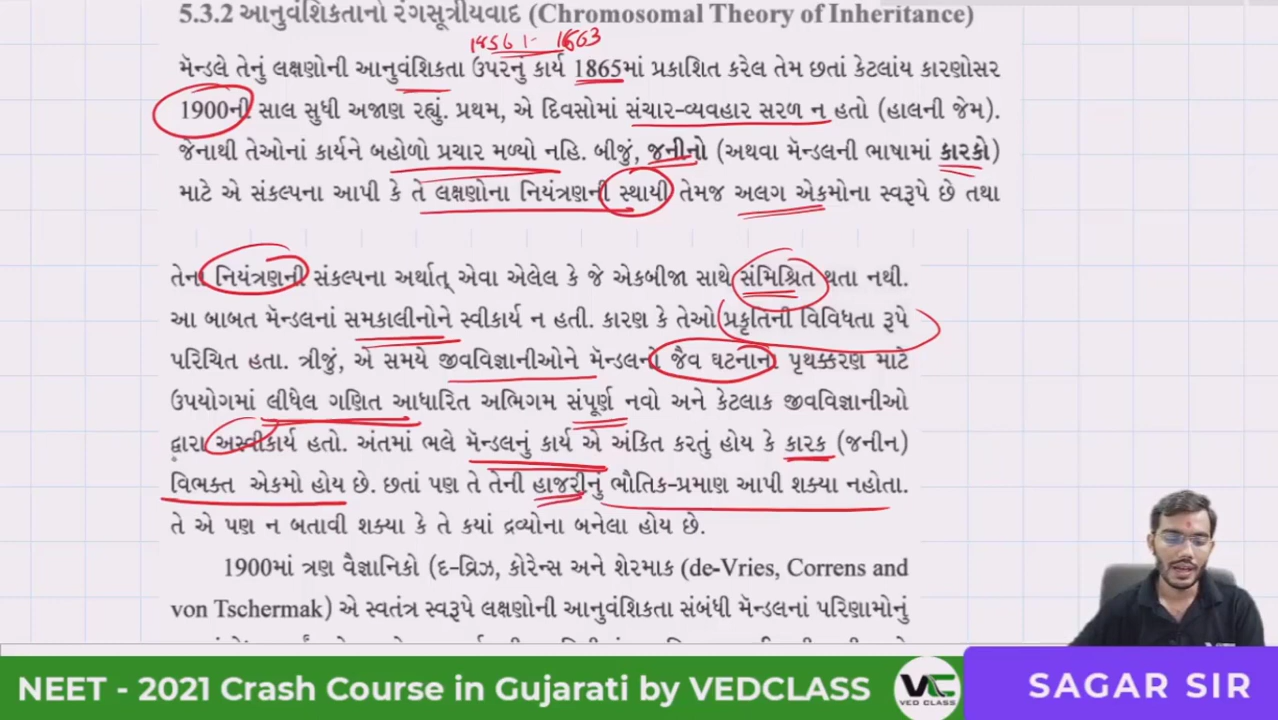 5.3.2 આનુવંશિકતાનો રંગસૂત્રીયવાદ (Chromosomal Theory of Inheritance)
1856 1- 1863
મૅન્ડલે તેનું લક્ષણોની આનુવંશિકતા ઉપરનું કાર્ય 1865માં પ્રકાશિત કરેલ તેમ છતાં કેટલાંય કારણોસર
1900ની સાલ સુધી અજાણ રહ્યું. પ્રથમ, એ દિવસોમાં સંચાર-વ્યવહાર સરળ ન હતો (હાલની જેમ).
જેનાથી તેઓનાં કાર્યને બહોળો પ્રચાર મળ્યો નહિ. બીજું, જનીનો (અથવા મૅન્ડલની ભાષામાં કારકો)
માટે એ સંકલ્પના આપી કે તે લક્ષણોના નિયંત્રણની સ્થાયી તેમજ અલગ એકમોના સ્વરૂપે છે તથા
તેના નિયંત્રણની સંકલ્પના અર્થાત્ એવા એલેલ કે જે એકબીજા સાથે સંમિશ્રિત થતા નથી.
આ બાબત મૅન્ડલનાં સમકાલીનોને સ્વીકાર્ય ન હતી. કારણ કે તેઓ પ્રકૃતિની વિવિધતા રૂપે
પરિચિત હતા. ત્રીજું, એ સમયે જીવવિજ્ઞાનીઓને મૅન્ડલનો જૈવ ઘટનાના પૃથક્કરણ માટે
ઉપયોગમાં લીધેલ ગણિત આધારિત અભિગમ સંપૂર્ણ નવો અને કેટલાક જીવવિજ્ઞાનીઓ
દ્વારા અસ્વીકાર્ય હતો. અંતમાં ભલે મૅન્ડલનું કાર્ય એ અંકિત કરતું હોય કે કારક (જનીન)
વિભક્ત એકમો હોય છે. છતાં પણ તે તેની હાજરીનું ભૌતિક-પ્રમાણ આપી શક્યા નહોતા.
તે એ પણ ન બતાવી શક્યા કે તે કયાં દ્રવ્યોના બનેલા હોય છે.
1900માં ત્રણ વૈજ્ઞાનિકો (દ-વ્રિઝ, કોરેન્સ અને શેરમાક (de-Vries, Correns and
von Tschermak) એ સ્વતંત્ર સ્વરૂપે લક્ષણોની આનુવંશિકતા સંબંધી મૅન્ડલનાં પરિણામોનું
NEET - 2021 Crash Course in Gujarati by VEDCLASS
VC
VED CLASS
SAGAR SIR